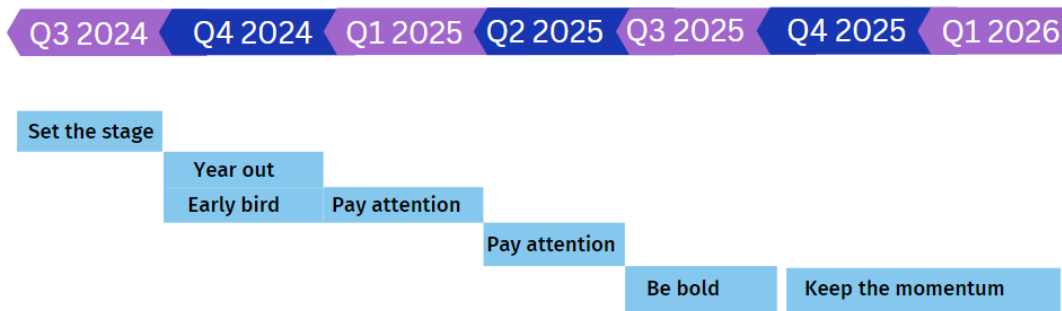 Q3 2024 Q4 2024 Q1 2025 Q2 2025 Q3 2025 Q4 2025 Q1 2026
Set the stage
Year out
Early bird Pay attention
Pay attention
Be bold Keep the momentum